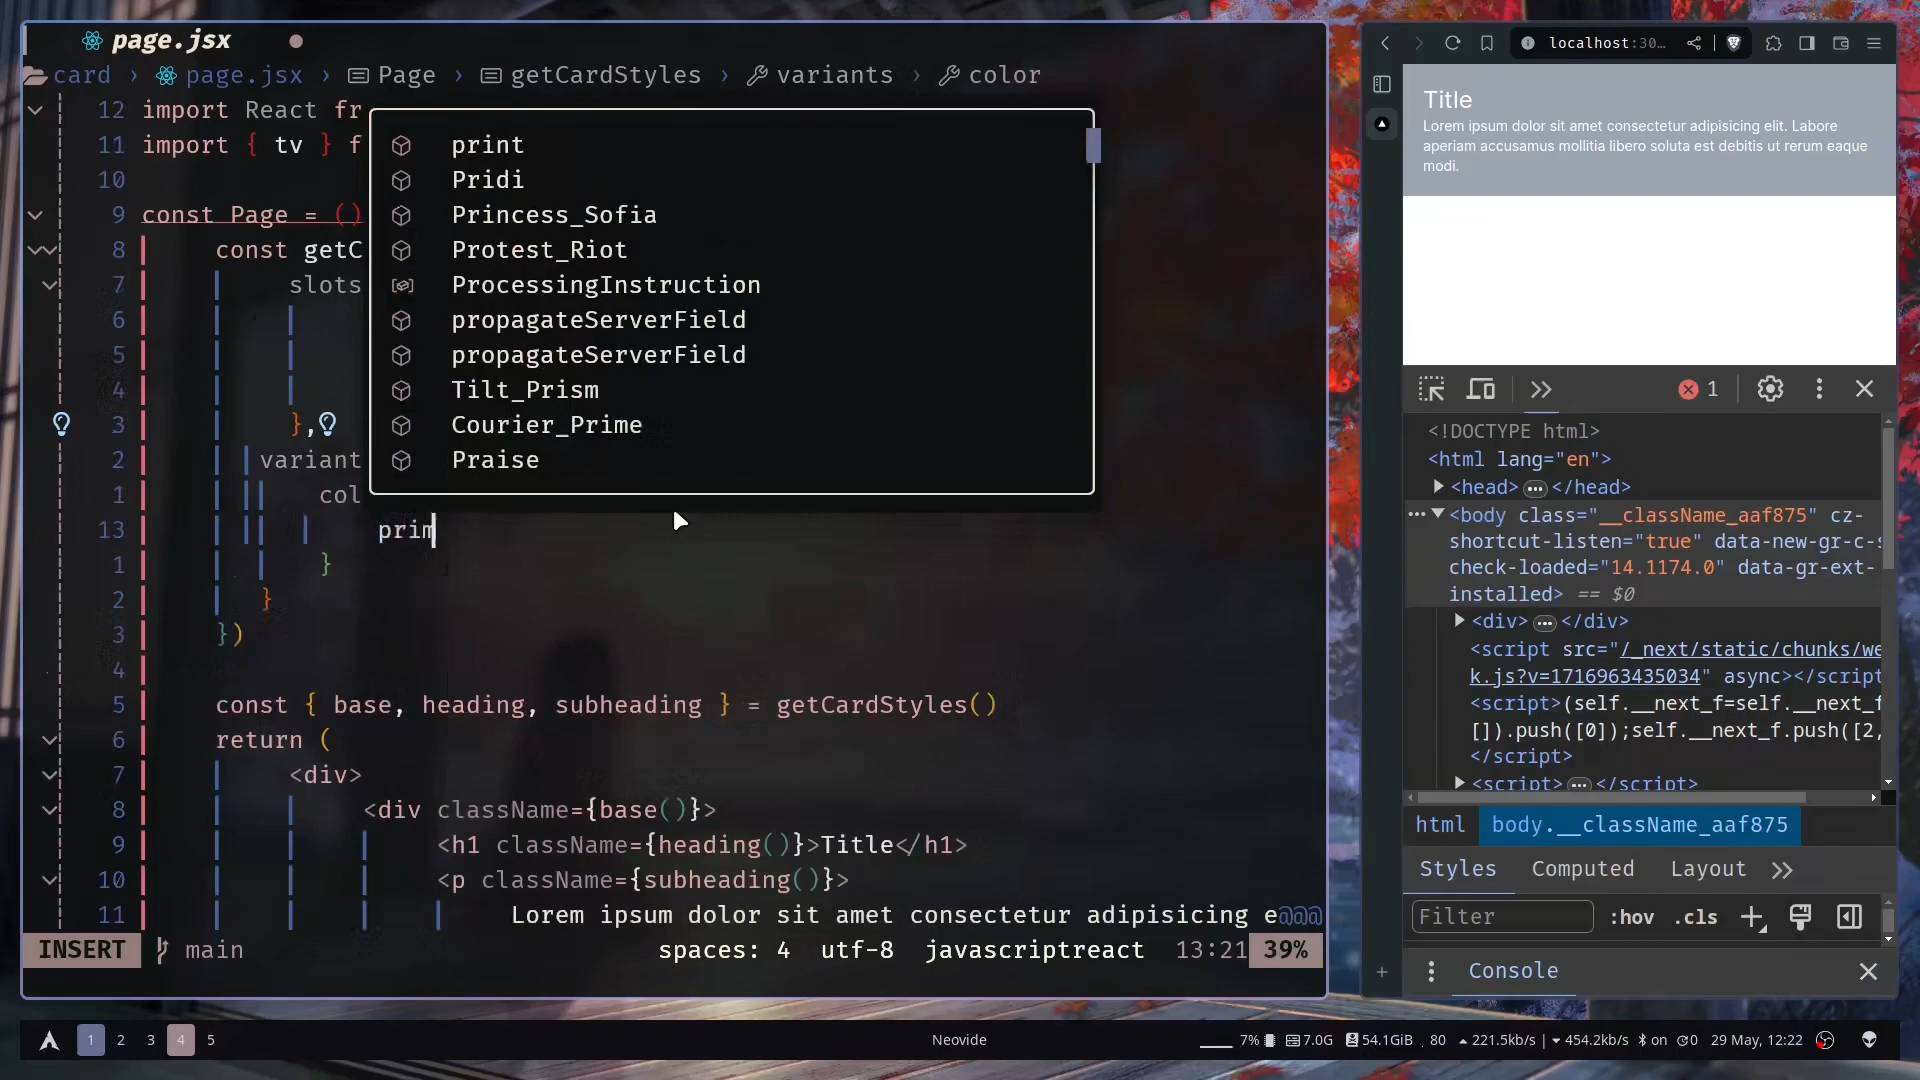 page.jsx
card › page.jsx › Page › getCardStyles › variants › color
12 import React fr
11 import { tv } f
10
9 const Page = ()
8 const getC
7 slots
6
5
4
3 },
2 variant
1 col
13 prim
1 }
2 }
3 })
4
5 const { base, heading, subheading } = getCardStyles()
6 return (
7 <div>
8 <div className={base()}>
9 <h1 className={heading()}>Title</h1>
10 <p className={subheading()}>
11 Lorem ipsum dolor sit amet consectetur adipisicing e@@@
print
Pridi
Princess_Sofia
Protest_Riot
ProcessingInstruction
propagateServerField
propagateServerField
Tilt_Prism
Courier_Prime
Praise
INSERT main spaces: 4 utf-8 javascriptreact 13:21 39%
localhost:30...
Title
Lorem ipsum dolor sit amet consectetur adipisicing elit. Labore
aperiam accusamus mollitia libero soluta est debitis ut rerum eaque
modi.
1
<!DOCTYPE html>
<html lang="en">
<head> ... </head>
... <body class="__className_aaf875" cz-
shortcut-listen="true" data-new-gr-c-s
check-loaded="14.1174.0" data-gr-ext-
installed> == $0
<div> ... </div>
<script src="/_next/static/chunks/we
k.js?v=1716963435034" async></script
<script>(self.__next_f=self.__next_f
[]).push([0]);self.__next_f.push([2,
</script>
<script> ... </script>
html body.__className_aaf875
Styles Computed Layout
Filter :hov .cls
Console
1 2 3 4 5 Neovide 7% 7.0G 54.1GiB 80 221.5kb/s | 454.2kb/s on 0 29 May, 12:22